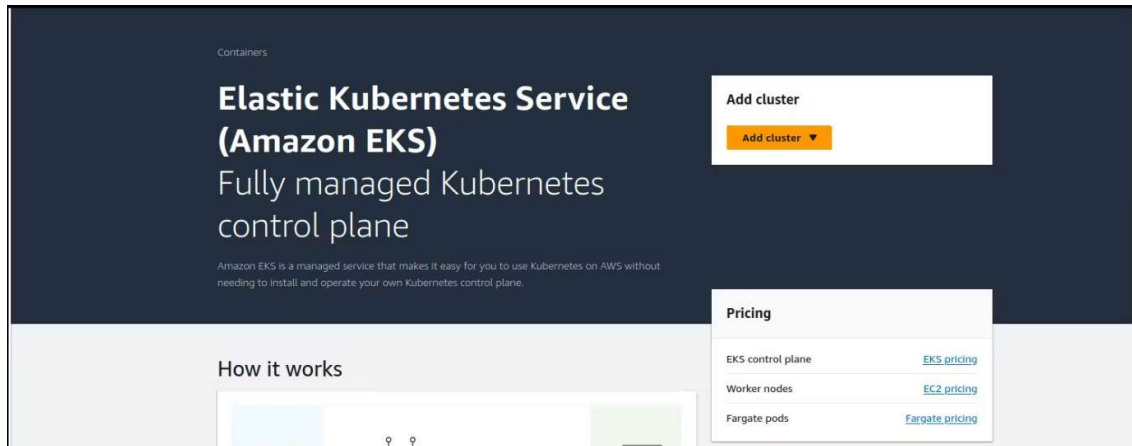 Containers
Elastic Kubernetes Service
(Amazon EKS)
Fully managed Kubernetes
control plane
Amazon EKS is a managed service that makes it easy for you to use Kubernetes on AWS without
needing to install and operate your own Kubernetes control plane.
Add cluster
Add cluster ▼
Pricing
EKS control plane EKS pricing
Worker nodes EC2 pricing
Fargate pods Fargate pricing
How it works